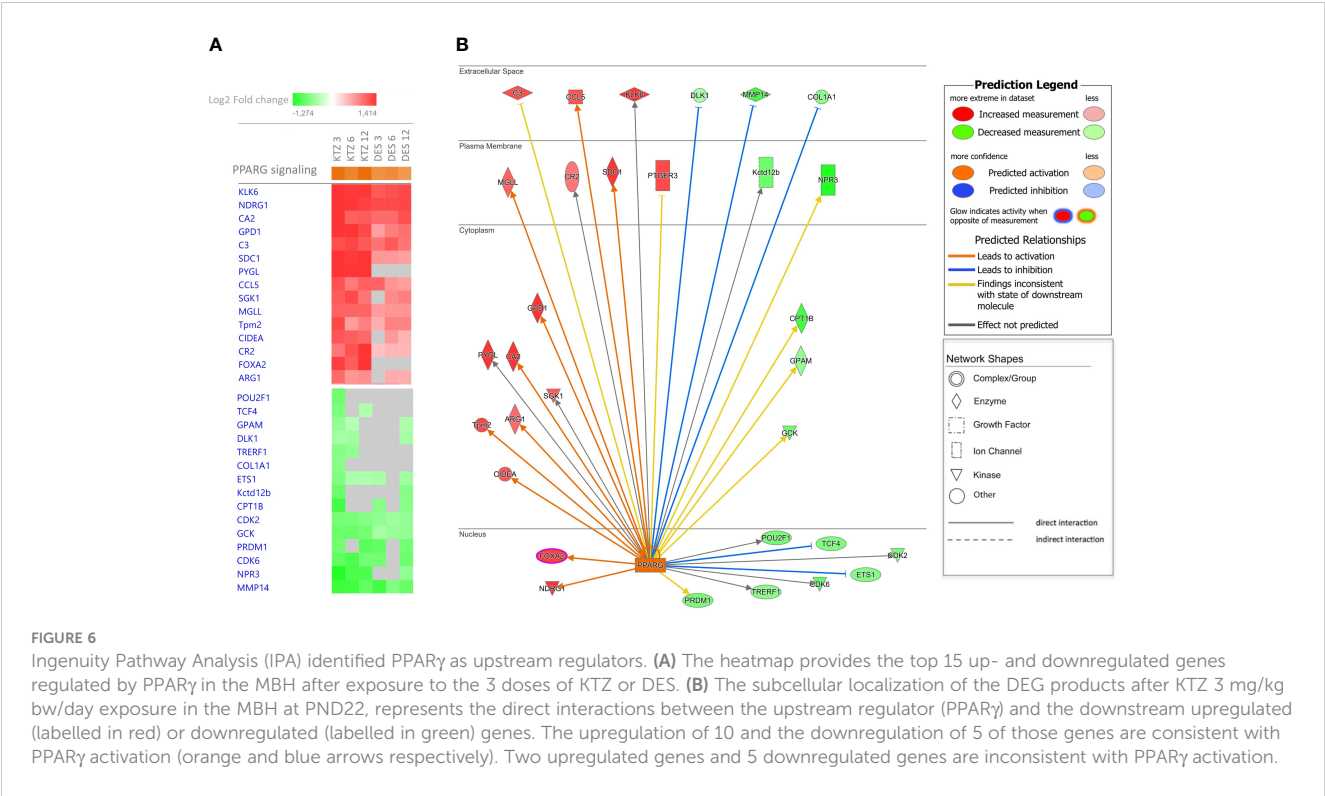 A
B
Log2 Fold change
-1,274
1,414
KTZ 3
KTZ 6
KTZ 12
DES 3
DES 6
DES 12
PPARG signaling
KLK6
NDRG1
CA2
GPD1
C3
SDC1
PYGL
CCL5
SGK1
MGLL
Tpm2
CIDEA
CR2
FOXA2
ARG1
POU2F1
TCF4
GPAM
DLK1
TRERF1
COL1A1
ETS1
Kctd12b
CPT1B
CDK2
GCK
PRDM1
CDK6
NPR3
MMP14
Extracellular Space
C3
CCL5
KLK6
DLK1
MMP14
COL1A1
Plasma Membrane
MGLL
CR2
SDC1
PTGER3
Kctd12b
NPR3
Cytoplasm
GPD1
CPT1B
PYGL
CA2
GPAM
SGK1
Tpm2
ARG1
GCK
CIDEA
Nucleus
POU2F1
TCF4
FOXA2
CDK2
PPARG
ETS1
NDRG1
CDK6
TRERF1
PRDM1
Prediction Legend
more extreme in dataset less
Increased measurement
Decreased measurement
more confidence less
Predicted activation
Predicted inhibition
Glow indicates activity when
opposite of measurement
Predicted Relationships
Leads to activation
Leads to inhibition
Findings inconsistent
with state of downstream
molecule
Effect not predicted
Network Shapes
Complex/Group
Enzyme
Growth Factor
Ion Channel
Kinase
Other
direct interaction
indirect interaction
FIGURE 6
Ingenuity Pathway Analysis (IPA) identified PPARγ as upstream regulators. (A) The heatmap provides the top 15 up- and downregulated genes
regulated by PPARγ in the MBH after exposure to the 3 doses of KTZ or DES. (B) The subcellular localization of the DEG products after KTZ 3 mg/kg
bw/day exposure in the MBH at PND22, represents the direct interactions between the upstream regulator (PPARγ) and the downstream upregulated
(labelled in red) or downregulated (labelled in green) genes. The upregulation of 10 and the downregulation of 5 of those genes are consistent with
PPARγ activation (orange and blue arrows respectively). Two upregulated genes and 5 downregulated genes are inconsistent with PPARγ activation.